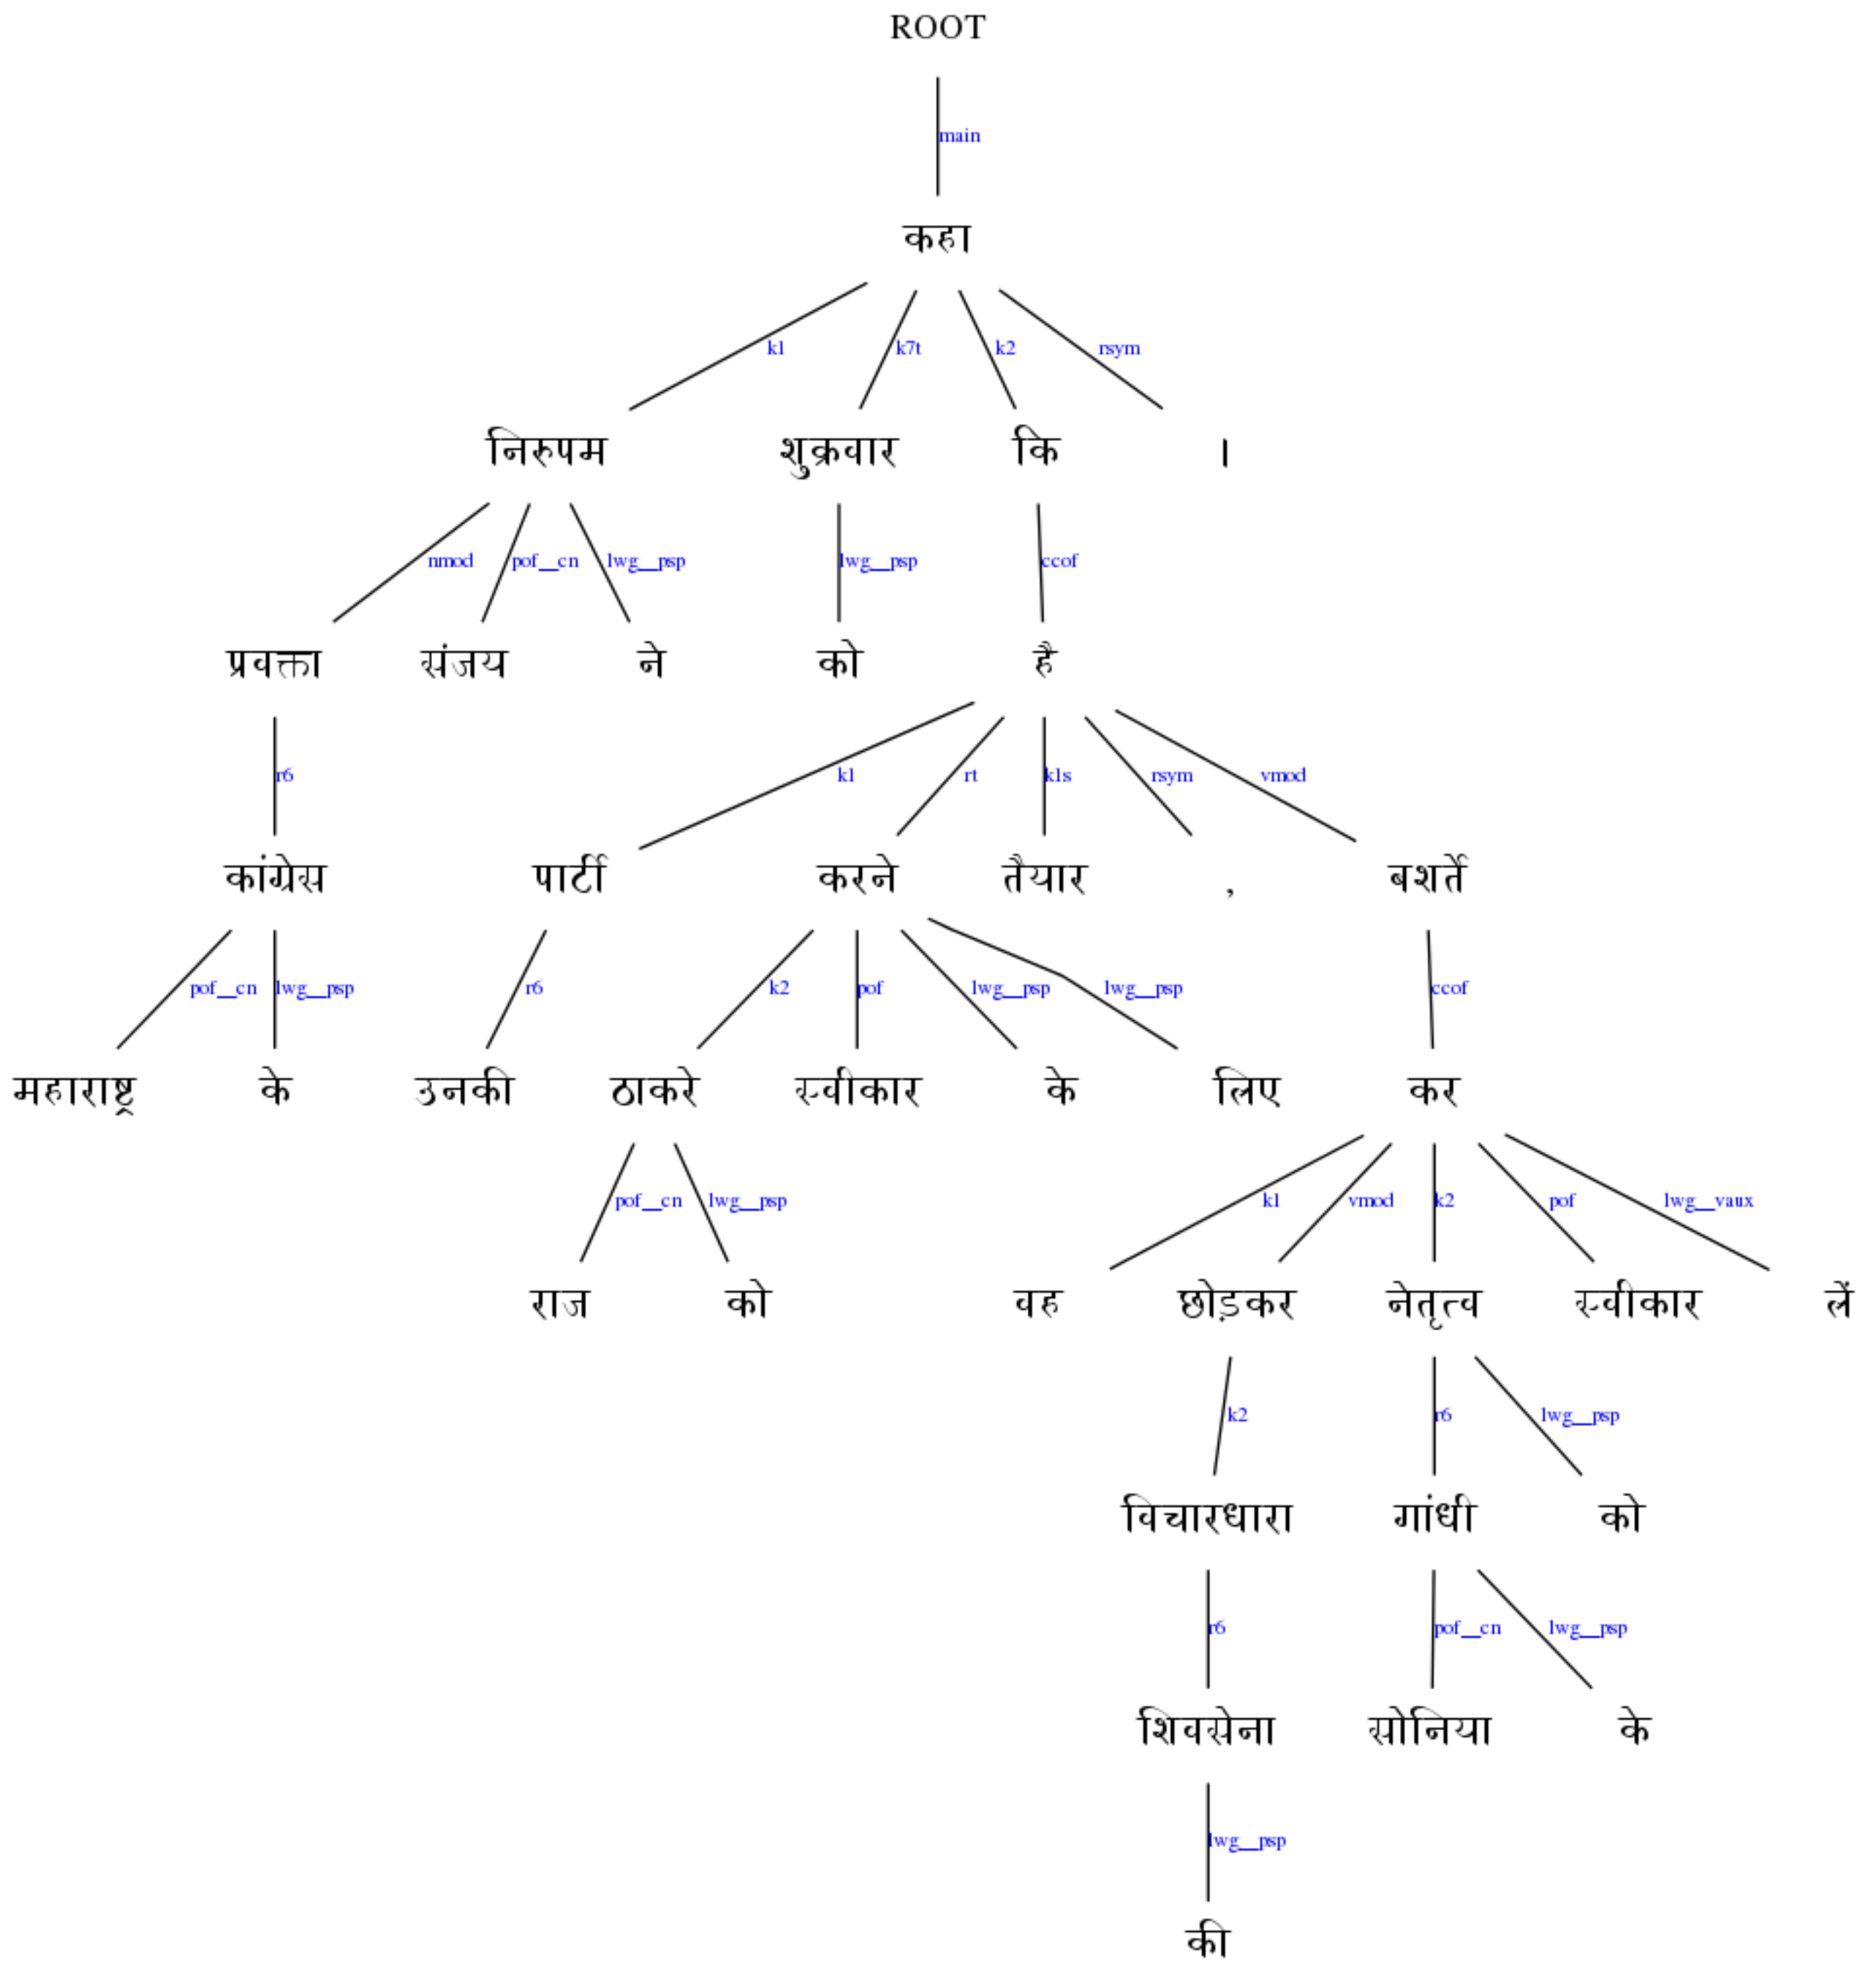 ROOT
main
कहा
k1 k7t k2 rsym
निरुपम शुक्रवार कि ।
nmod pof__cn lwg__psp lwg__psp ccof
प्रवक्ता संजय ने को है
r6 k1 rt k1s rsym vmod
कांग्रेस पार्टी करने तैयार , बशर्ते
pof__cn lwg__psp r6 k2 pof lwg__psp lwg__psp ccof
महाराष्ट्र के उनकी ठाकरे स्वीकार के लिए कर
pof__cn lwg__psp k1 vmod k2 pof lwg__vaux
राज को वह छोड़कर नेतृत्व स्वीकार लें
k2 r6 lwg__psp
विचारधारा गांधी को
r6 pof__cn lwg__psp
शिवसेना सोनिया के
lwg__psp
की